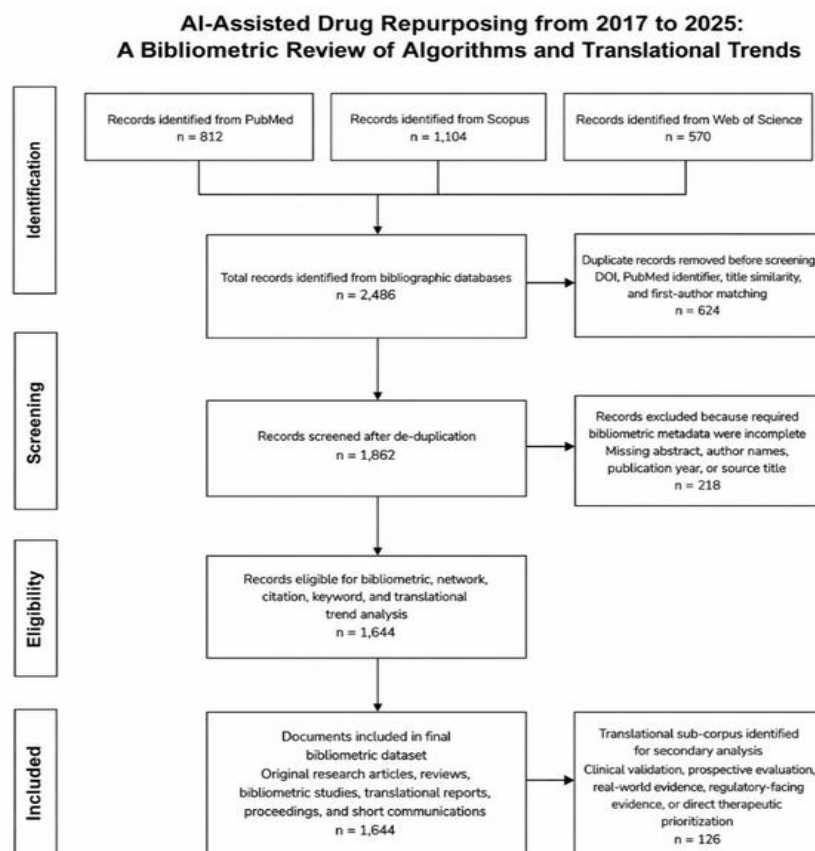 AI-Assisted Drug Repurposing from 2017 to 2025:
A Bibliometric Review of Algorithms and Translational Trends
Identification
Records identified from PubMed
n = 812
Records identified from Scopus
n = 1,104
Records identified from Web of Science
n = 570
Total records identified from bibliographic databases
n = 2,486
Duplicate records removed before screening
DOI, PubMed identifier, title similarity,
and first-author matching
n = 624
Screening
Records screened after de-duplication
n = 1,862
Records excluded because required
bibliometric metadata were incomplete
Missing abstract, author names,
publication year, or source title
n = 218
Eligibility
Records eligible for bibliometric, network,
citation, keyword, and translational
trend analysis
n = 1,644
Included
Documents included in final
bibliometric dataset
Original research articles, reviews,
bibliometric studies, translational reports,
proceedings, and short communications
n = 1,644
Translational sub-corpus identified
for secondary analysis
Clinical validation, prospective evaluation,
real-world evidence, regulatory-facing
evidence, or direct therapeutic
prioritization
n = 126